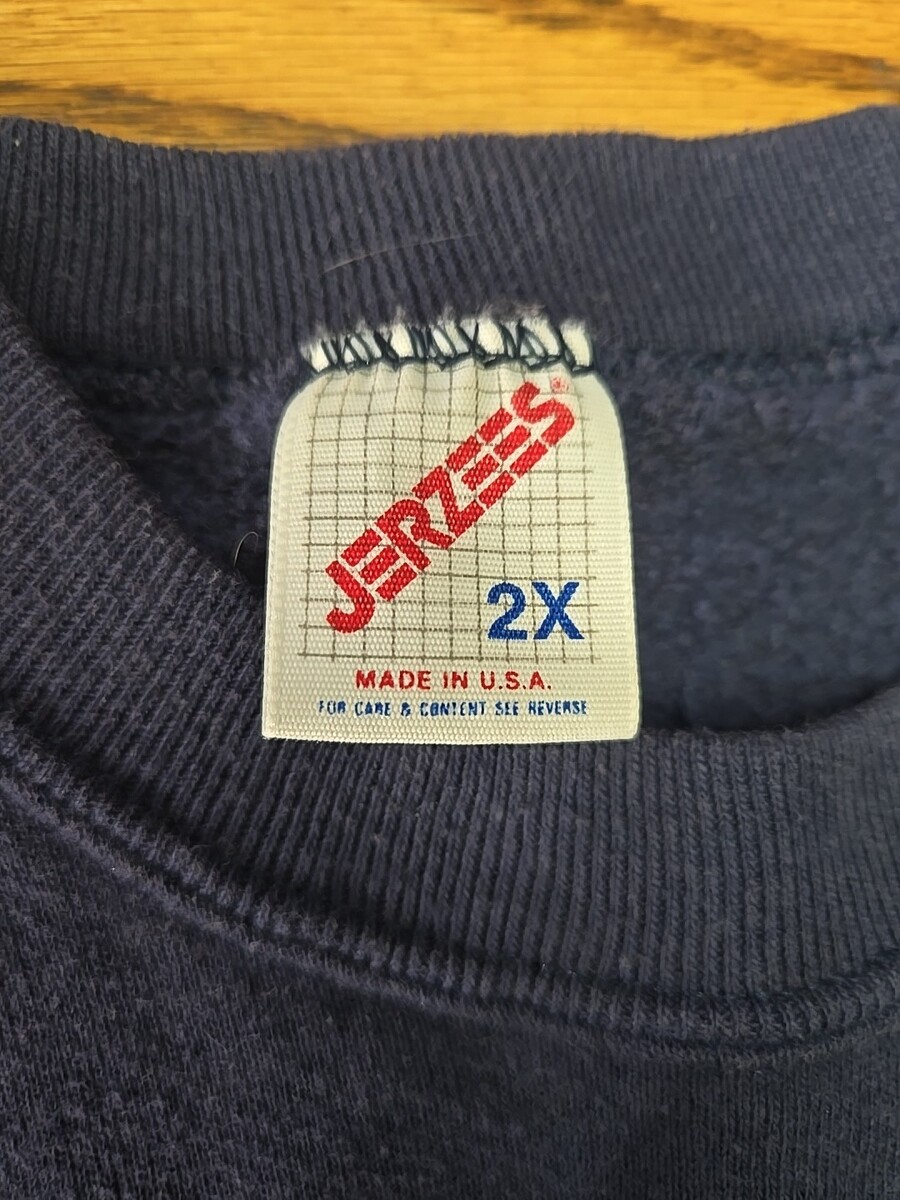 JERZEES®
2X
MADE IN U.S.A.
FOR CARE & CONTENT SEE REVERSE